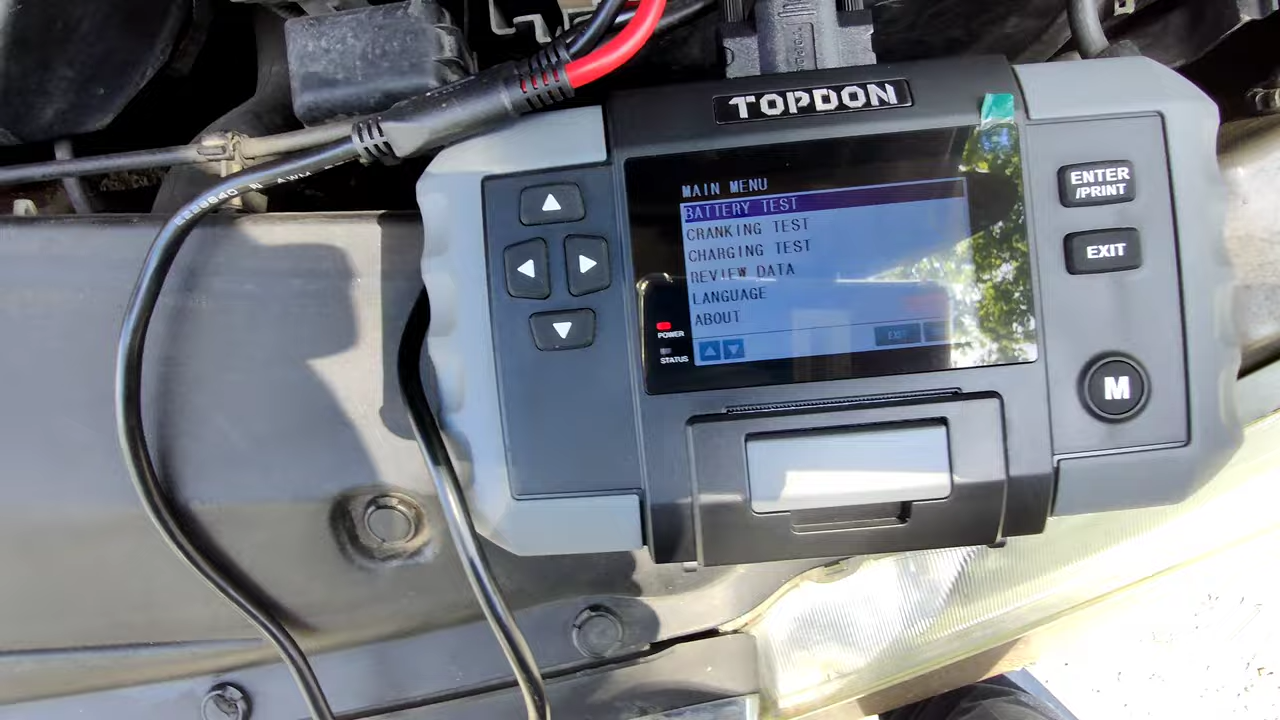 TOPDON
MAIN MENU
BATTERY TEST
CRANKING TEST
CHARGING TEST
REVIEW DATA
LANGUAGE
ABOUT
POWER
STATUS
ENTER
/PRINT
EXIT
M